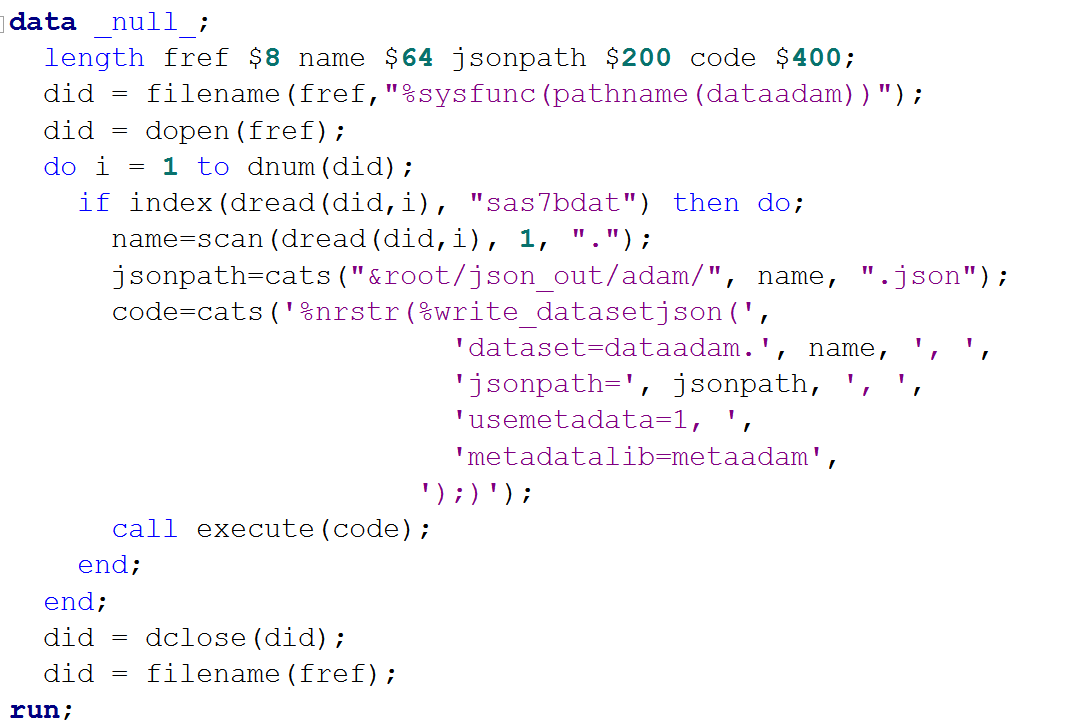 data _null_;
  length fref $8 name $64 jsonpath $200 code $400;
  did = filename(fref,"%sysfunc(pathname(dataadam))");
  did = dopen(fref);
  do i = 1 to dnum(did);
    if index(dread(did,i), "sas7bdat") then do;
      name=scan(dread(did,i), 1, ".");
      jsonpath=cats("&root/json_out/adam/", name, ".json");
      code=cats('%nrstr(%write_datasetjson(',
                          'dataset=dataadam.', name, ', ',
                          'jsonpath=', jsonpath, ', ',
                          'usemetadata=1, ',
                          'metadatalib=metaadam',
                        ');)');
      call execute(code);
    end;
  end;
  did = dclose(did);
  did = filename(fref);
run;